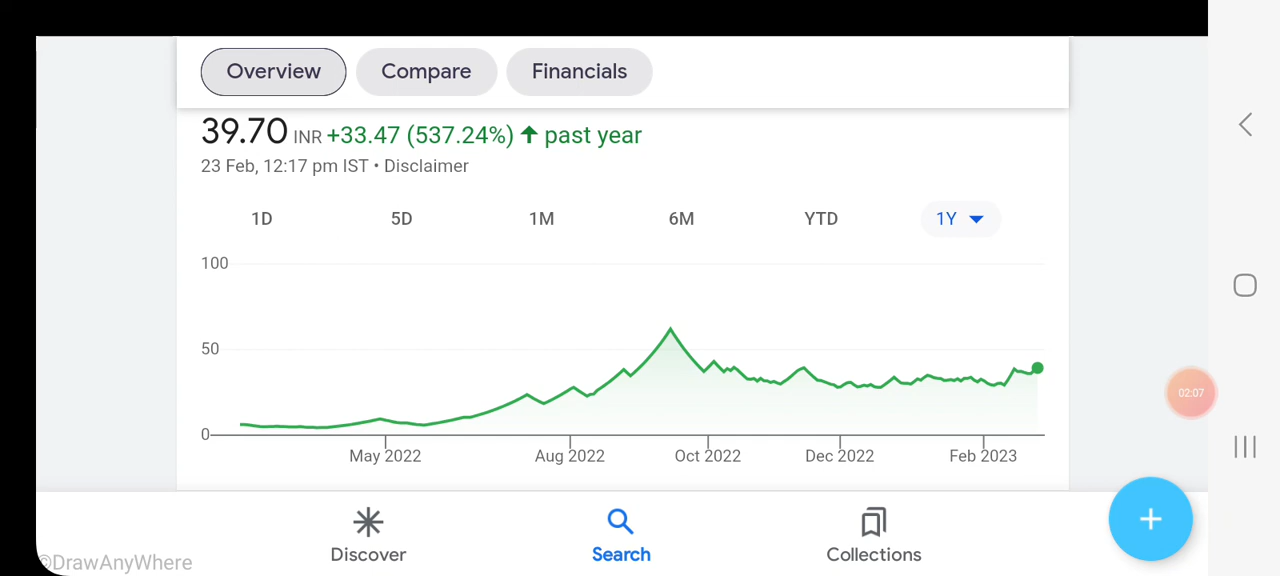 Overview Compare Financials
39.70 INR +33.47 (537.24%) ↑ past year
23 Feb, 12:17 pm IST • Disclaimer
1D 5D 1M 6M YTD 1Y
100
50
0
May 2022 Aug 2022 Oct 2022 Dec 2022 Feb 2023
02:07
Discover Search Collections
©DrawAnyWhere